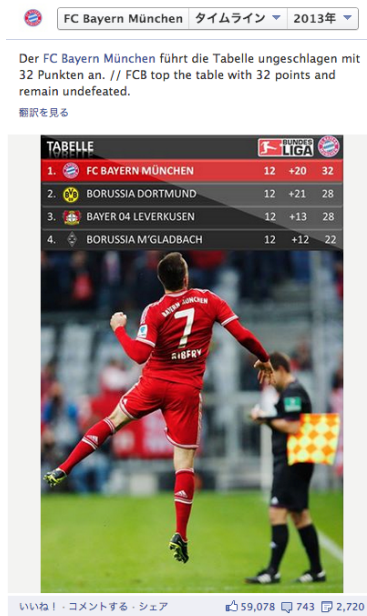 FC Bayern München タイムライン 2013年
Der FC Bayern München führt die Tabelle ungeschlagen mit
32 Punkten an. // FCB top the table with 32 points and
remain undefeated.
翻訳を見る
TABELLE BUNDESLIGA
1. FC BAYERN MÜNCHEN 12 +20 32
2. BORUSSIA DORTMUND 12 +21 28
3. BAYER 04 LEVERKUSEN 12 +13 28
4. BORUSSIA M'GLADBACH 12 +12 22
BAYERN MÜNCHEN
7
RIBERY
いいね！ · コメントする · シェア 59,078 743 2,720